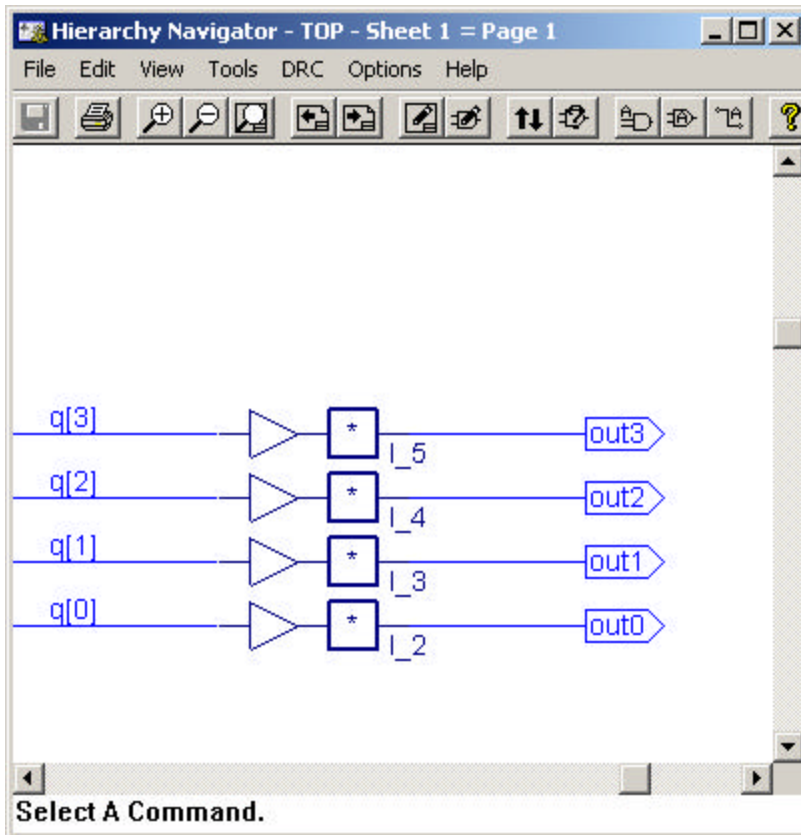 Hierarchy Navigator - TOP - Sheet 1 = Page 1
File Edit View Tools DRC Options Help
q[3] * I_5 out3
q[2] * I_4 out2
q[1] * I_3 out1
q[0] * I_2 out0
Select A Command.